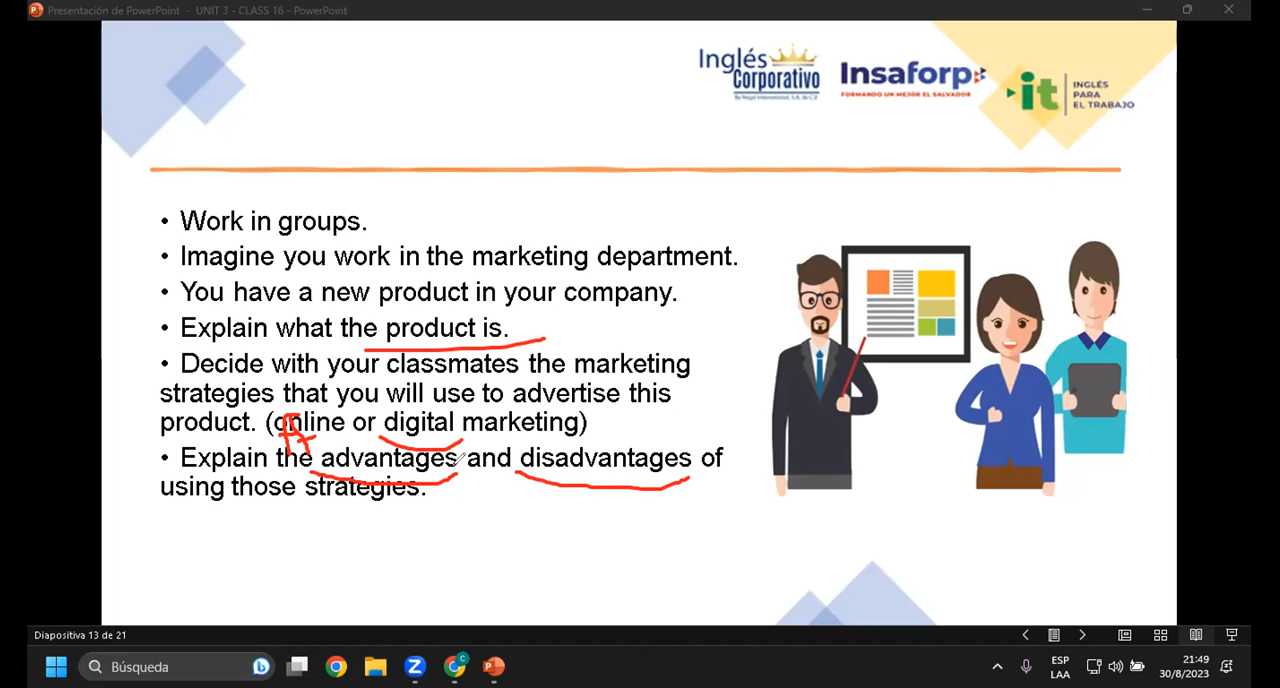 Presentación de PowerPoint - UNIT 3 - CLASS 16 - PowerPoint
Inglés
Corporativo
By Regal International, S.A. de C.V.
Insaforp
FORMANDO UN MEJOR EL SALVADOR
it
INGLÉS
PARA
EL TRABAJO
• Work in groups.
• Imagine you work in the marketing department.
• You have a new product in your company.
• Explain what the product is.
• Decide with your classmates the marketing
strategies that you will use to advertise this
product. (online or digital marketing)
• Explain the advantages and disadvantages of
using those strategies.
Diapositiva 13 de 21
Búsqueda
ESP
LAA
21:49
30/8/2023